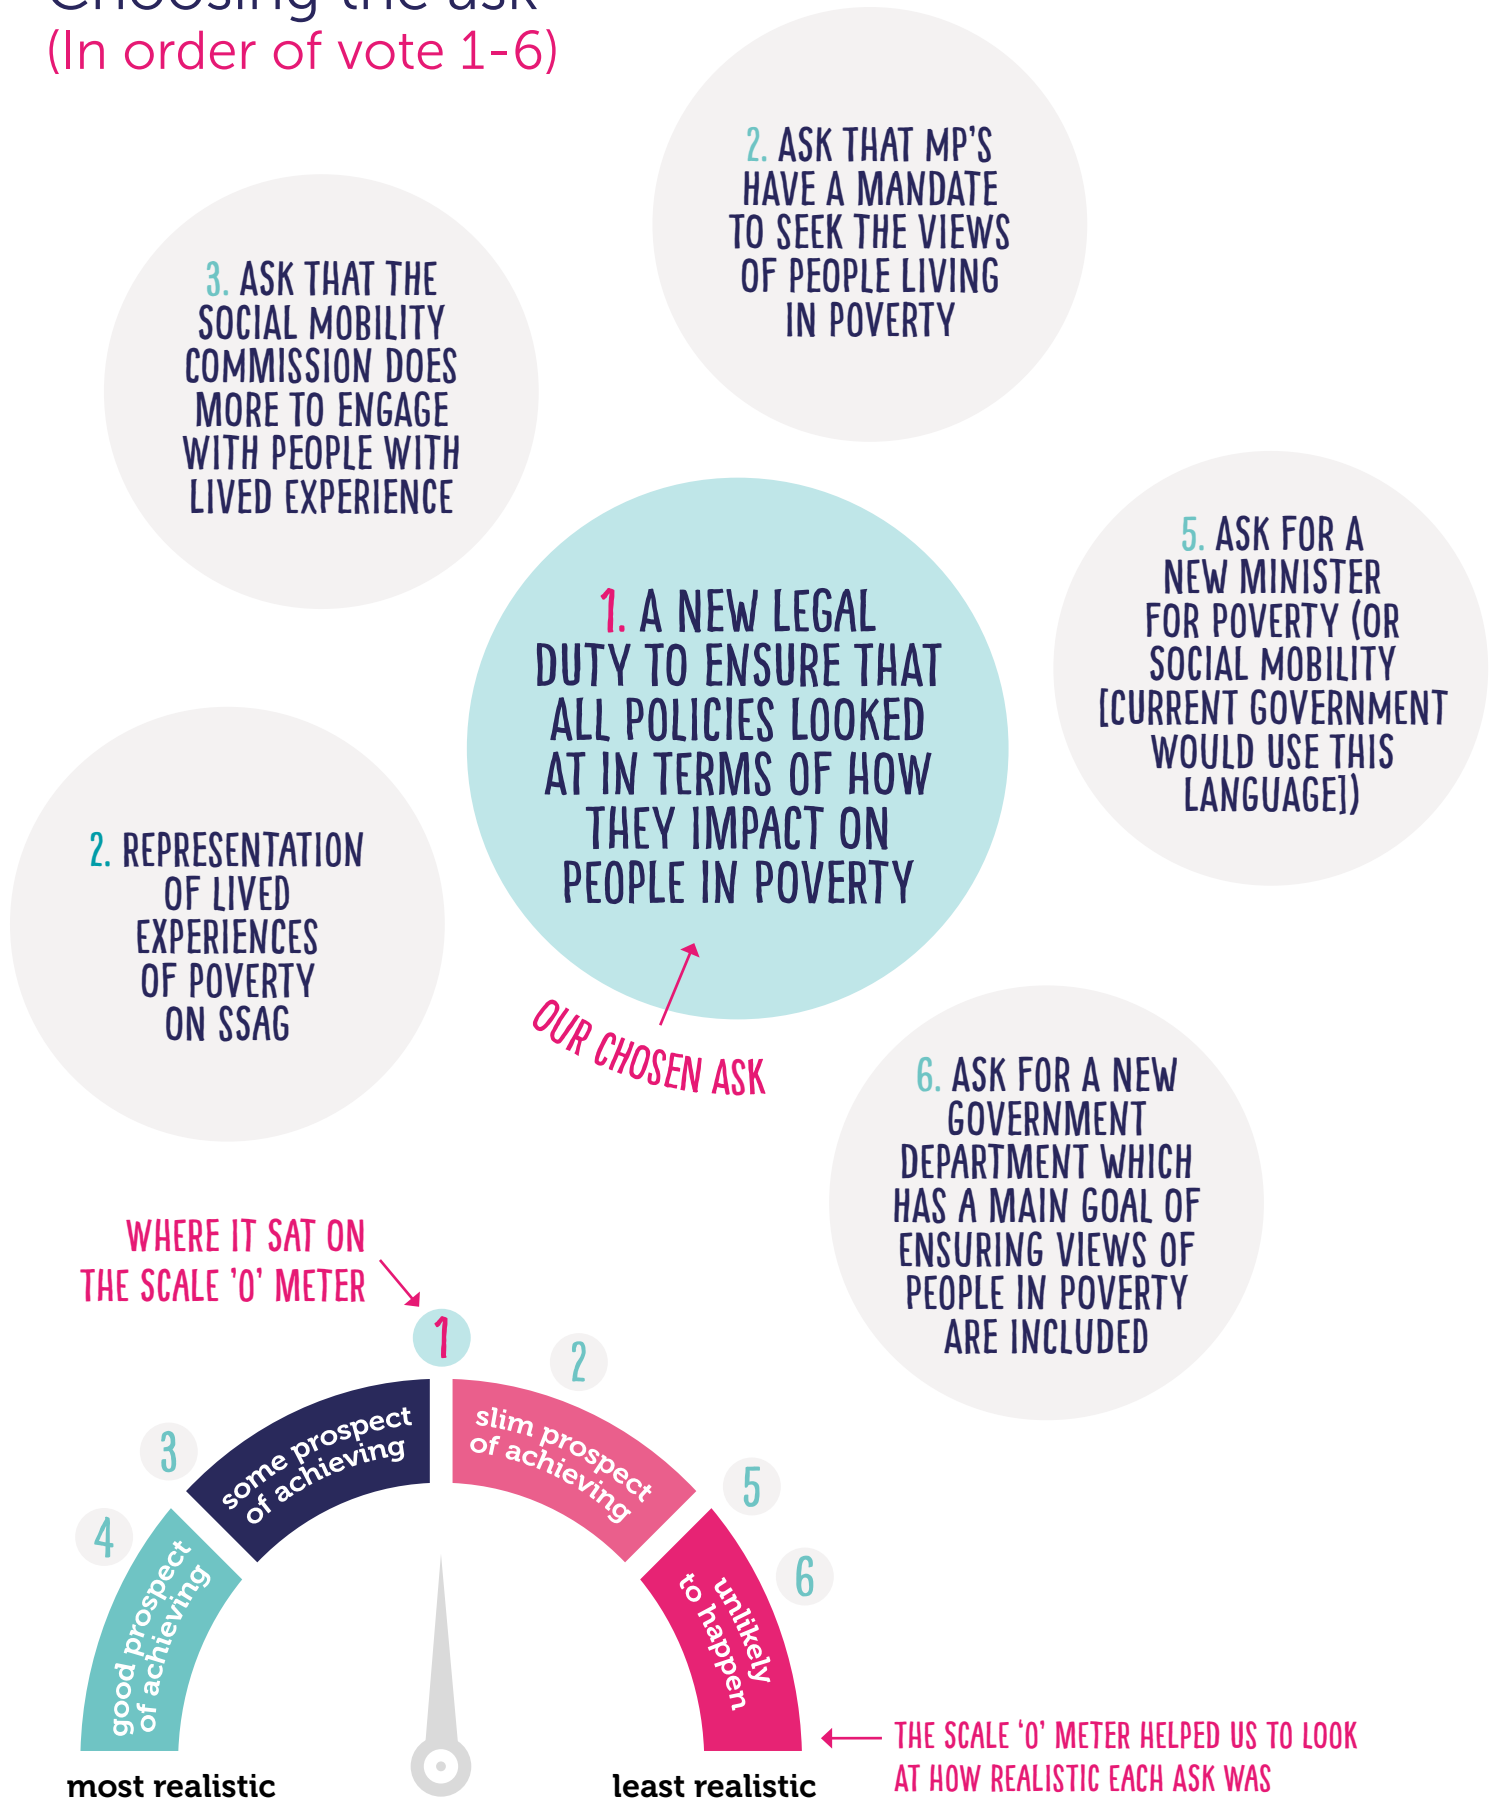 Choosing the ask
(In order of vote 1-6)
2. ASK THAT MP'S
HAVE A MANDATE
TO SEEK THE VIEWS
OF PEOPLE LIVING
IN POVERTY
3. ASK THAT THE
SOCIAL MOBILITY
COMMISSION DOES
MORE TO ENGAGE
WITH PEOPLE WITH
LIVED EXPERIENCE
5. ASK FOR A
NEW MINISTER
FOR POVERTY (OR
SOCIAL MOBILITY
[CURRENT GOVERNMENT
WOULD USE THIS
LANGUAGE])
1. A NEW LEGAL
DUTY TO ENSURE THAT
ALL POLICIES LOOKED
AT IN TERMS OF HOW
THEY IMPACT ON
PEOPLE IN POVERTY
2. REPRESENTATION
OF LIVED
EXPERIENCES
OF POVERTY
ON SSAG
OUR CHOSEN ASK
6. ASK FOR A NEW
GOVERNMENT
DEPARTMENT WHICH
HAS A MAIN GOAL OF
ENSURING VIEWS OF
PEOPLE IN POVERTY
ARE INCLUDED
WHERE IT SAT ON
THE SCALE 'O' METER
1
2
3
4
5
6
good prospect
of achieving
some prospect
of achieving
slim prospect
of achieving
unlikely
to happen
most realistic
least realistic
THE SCALE 'O' METER HELPED US TO LOOK
AT HOW REALISTIC EACH ASK WAS